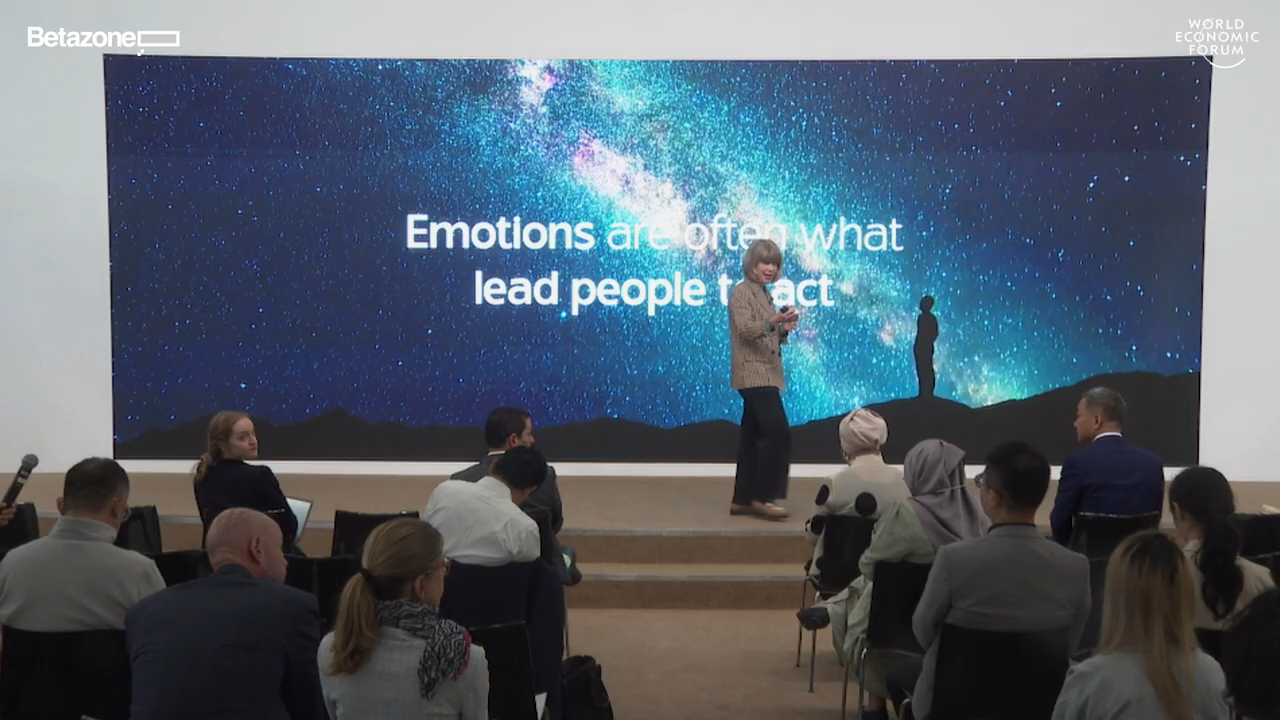 Betazone
WORLD
ECONOMIC
FORUM
Emotions are often what
lead people to act